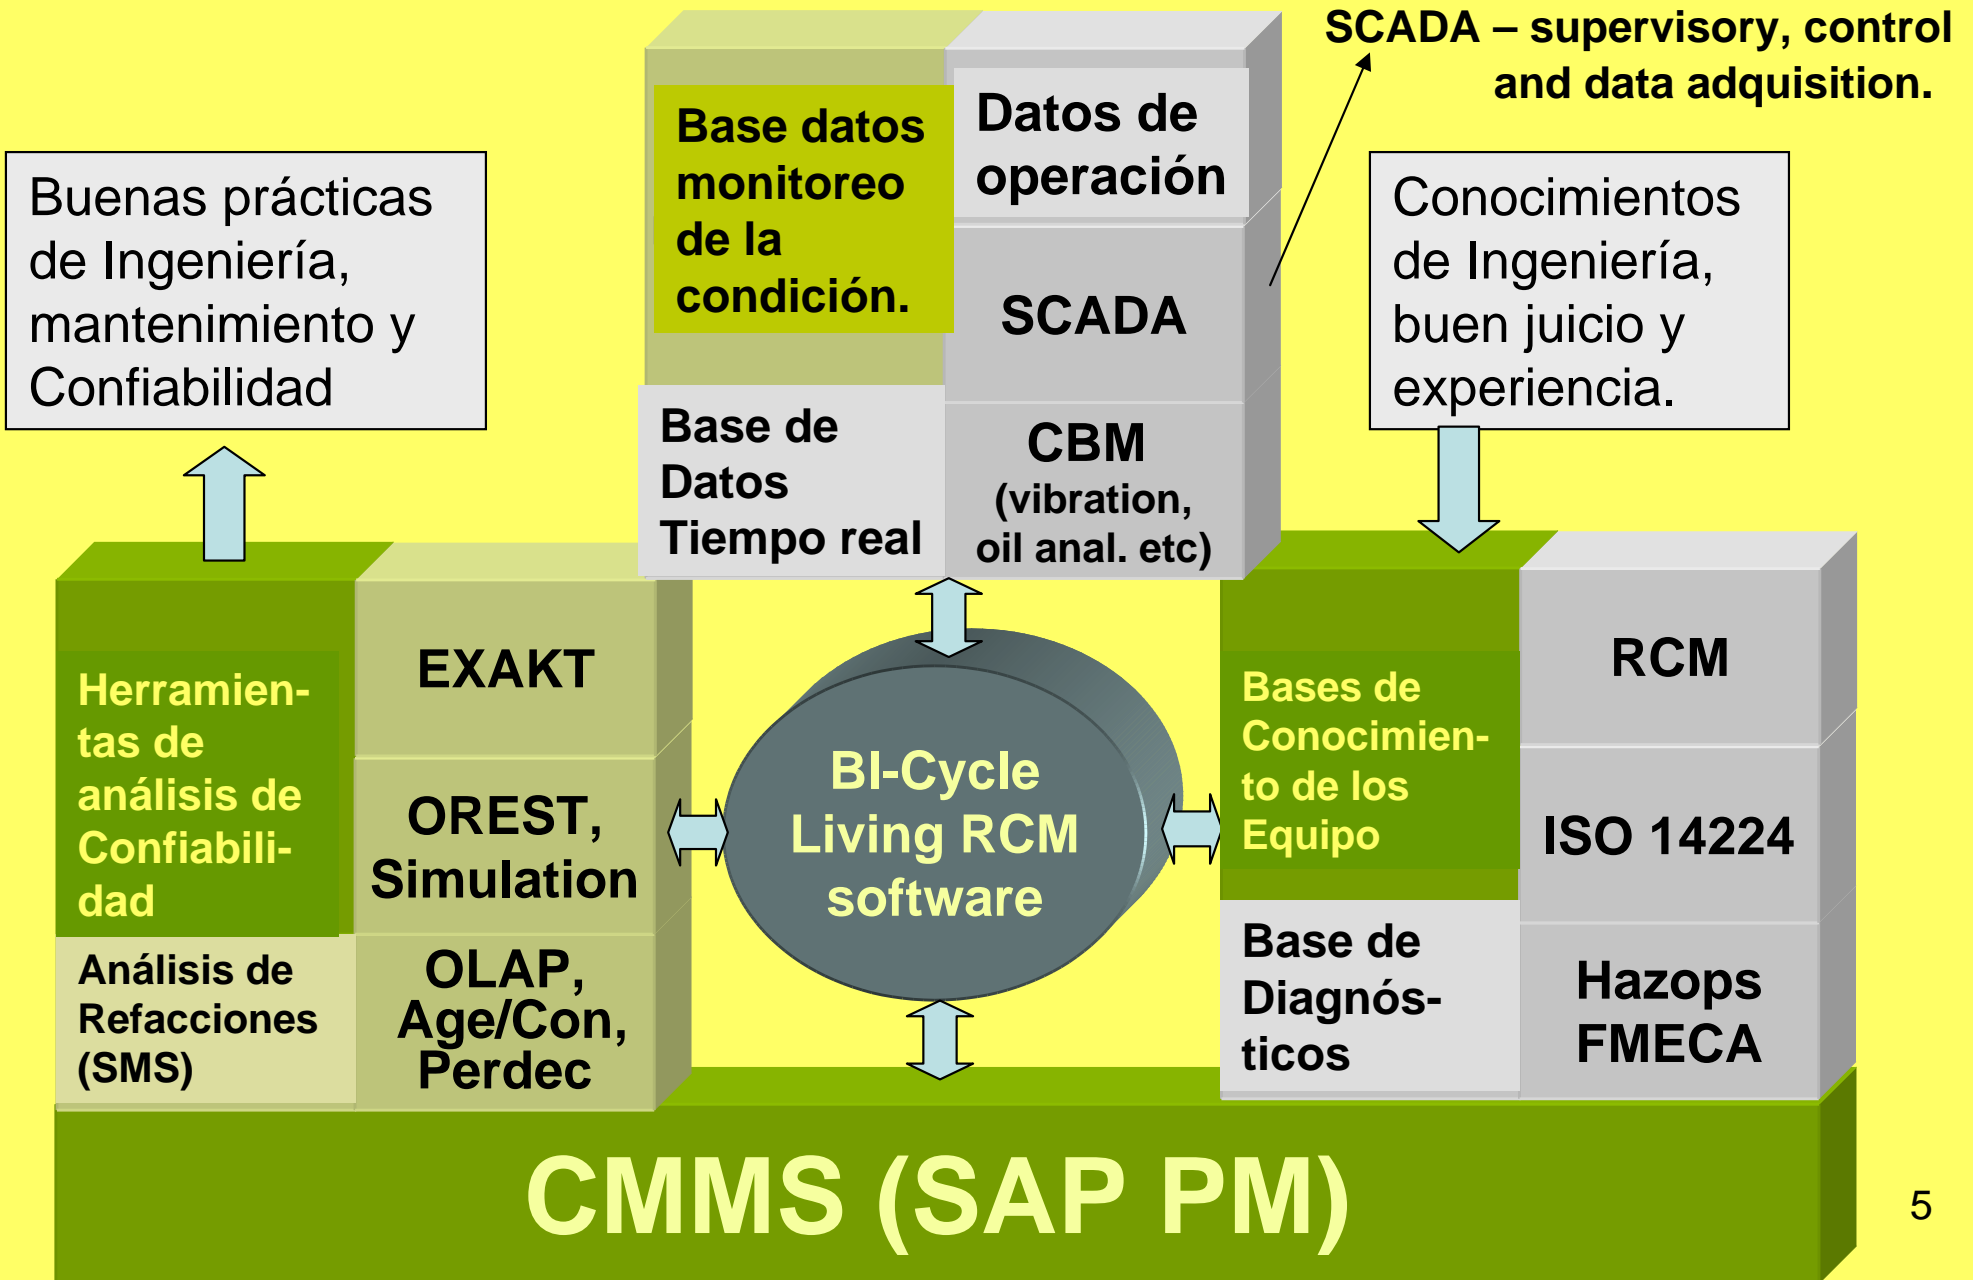 SCADA – supervisory, control
and data adquisition.
Base datos
monitoreo
de la
condición.
Datos de
operación
SCADA
Base de
Datos
Tiempo real
CBM
(vibration,
oil anal. etc)
Buenas prácticas
de Ingeniería,
mantenimiento y
Confiabilidad
Conocimientos
de Ingeniería,
buen juicio y
experiencia.
Herramien-
tas de
análisis de
Confiabili-
dad
Análisis de
Refacciones
(SMS)
EXAKT
OREST,
Simulation
OLAP,
Age/Con,
Perdec
BI-Cycle
Living RCM
software
Bases de
Conocimien-
to de los
Equipo
Base de
Diagnós-
ticos
RCM
ISO 14224
Hazops
FMECA
CMMS (SAP PM)
5